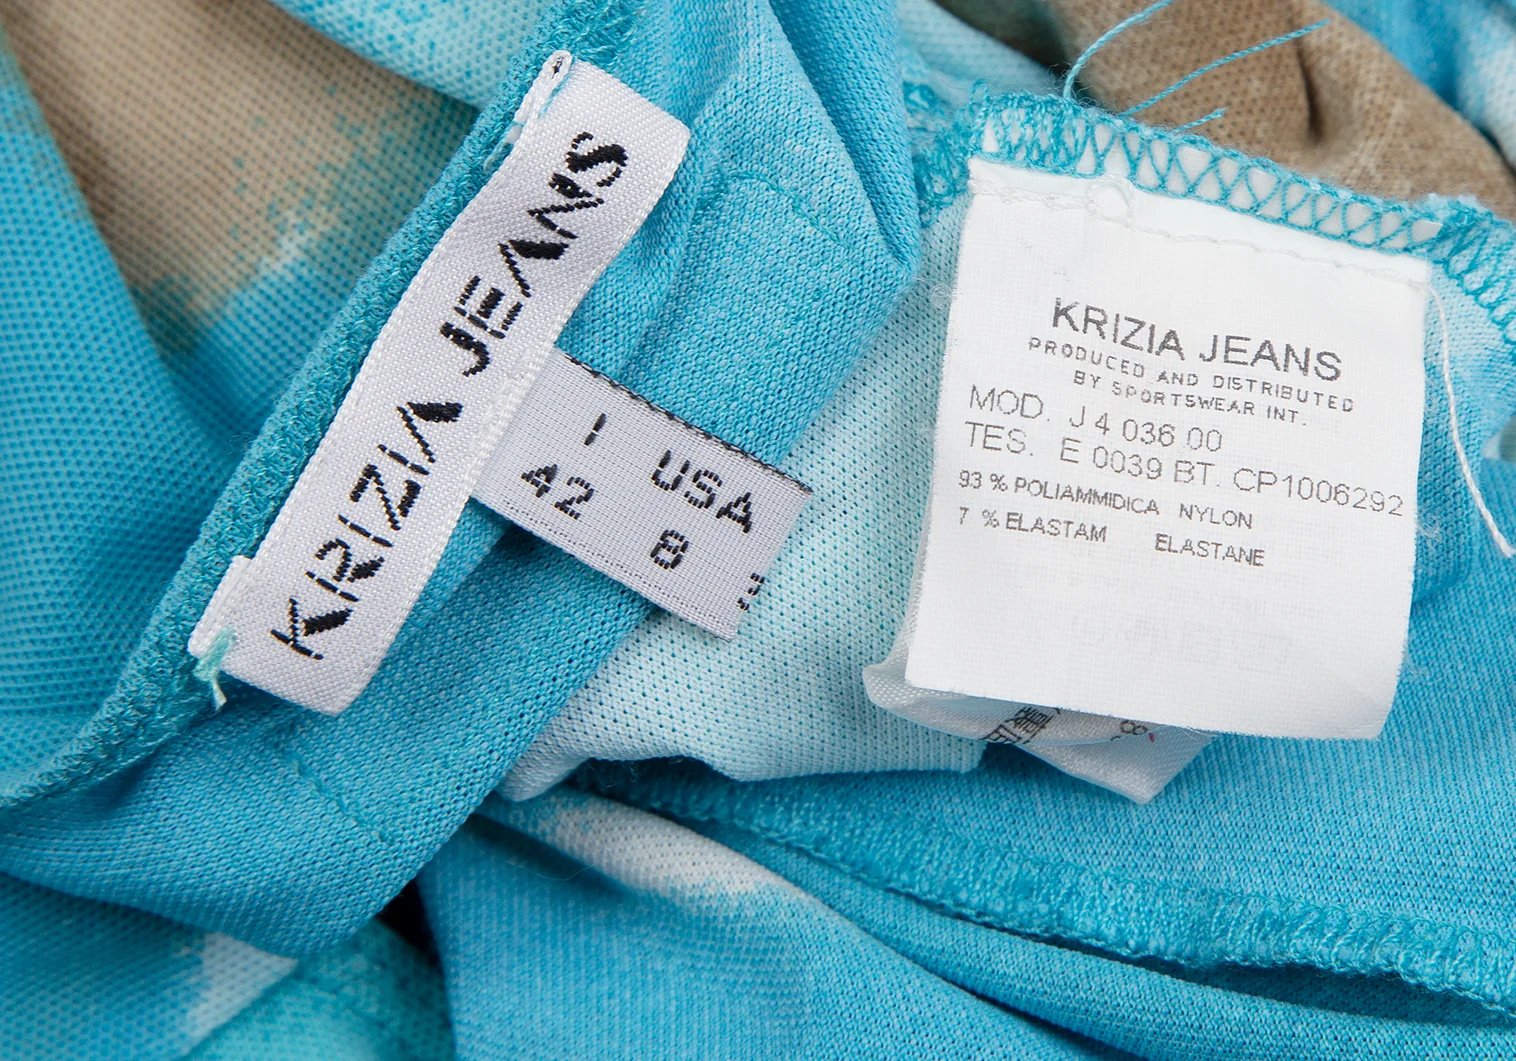 KRIZIA JEANS
I USA
42 8
KRIZIA JEANS
PRODUCED AND DISTRIBUTED
BY SPORTSWEAR INT.
MOD. J 4 036 00
TES. E 0039 BT. CP1006292
93 % POLIAMMIDICA NYLON
7 % ELASTAM ELASTANE